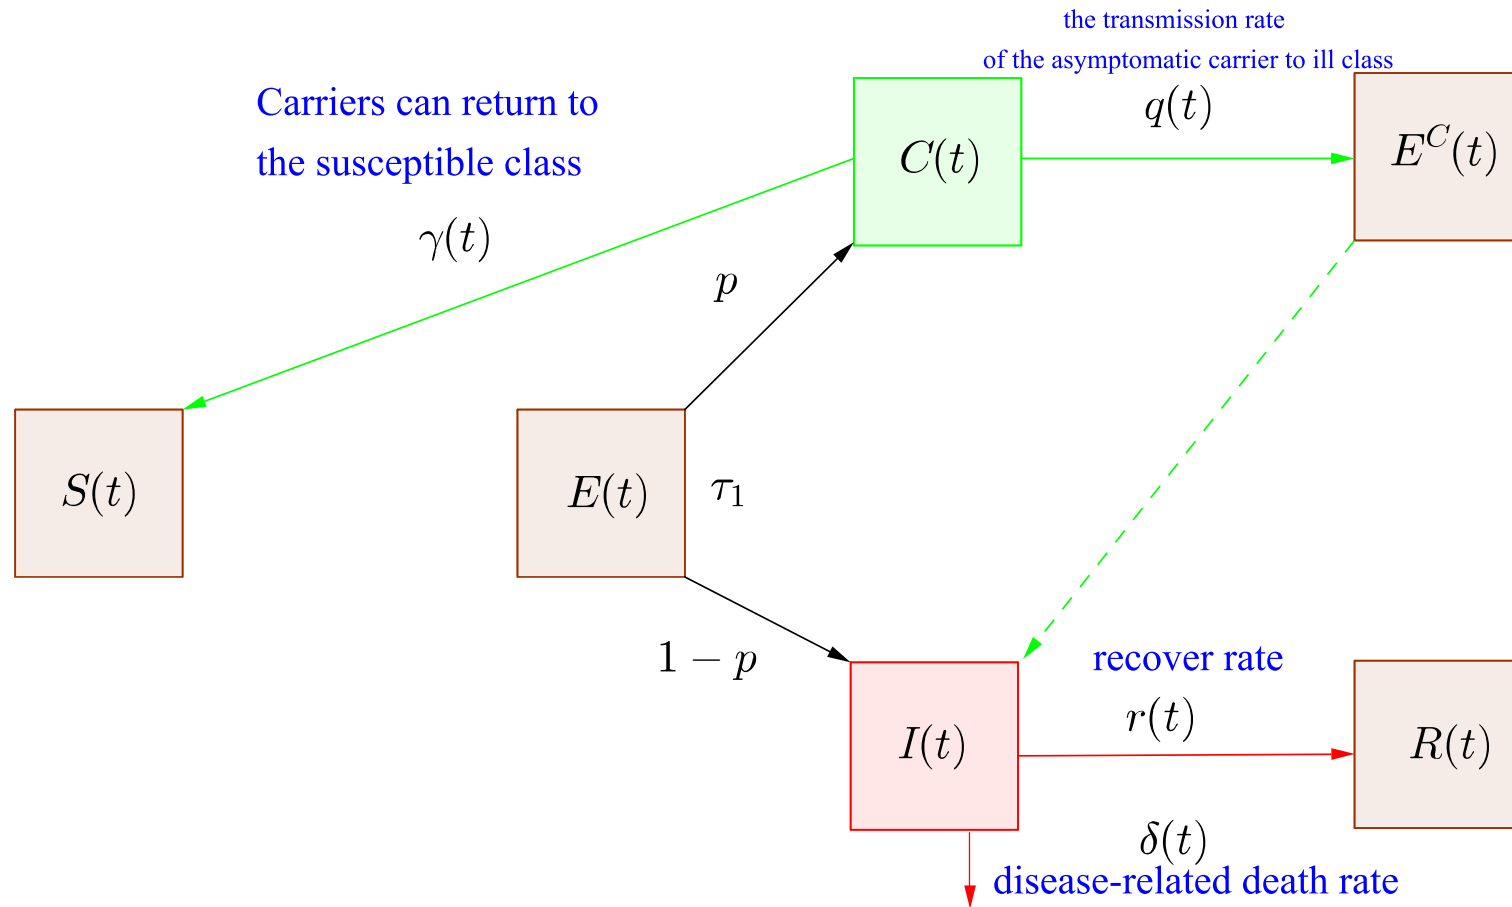 the transmission rate
of the asymptomatic carrier to ill class
Carriers can return to
the susceptible class
q(t)
C(t)
E^C(t)
γ(t)
p
S(t)
E(t)
τ₁
1 − p
recover rate
r(t)
I(t)
R(t)
δ(t)
disease-related death rate